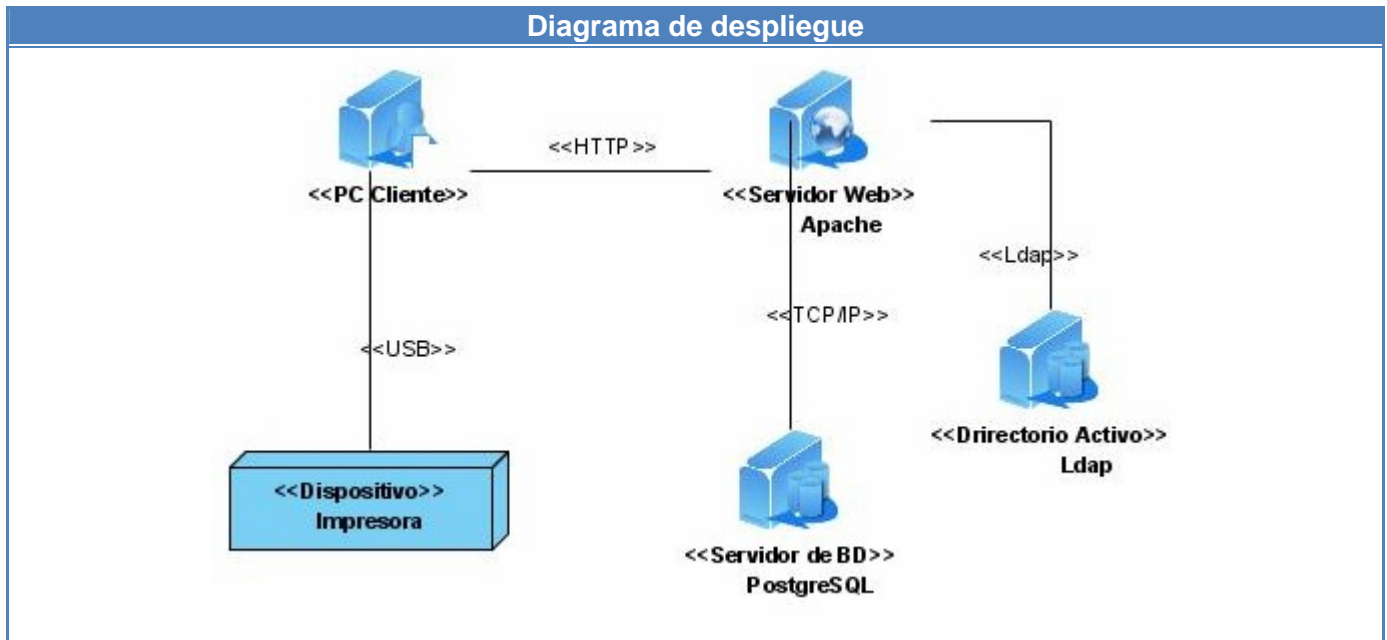 Diagrama de despliegue
<<HTTP>>
<<PC Cliente>>
<<Servidor Web>>
Apache
<<Ldap>>
<<TCP/IP>>
<<USB>>
<<Drirectorio Activo>>
Ldap
<<Dispositivo>>
Impresora
<<Servidor de BD>>
PostgreSQL